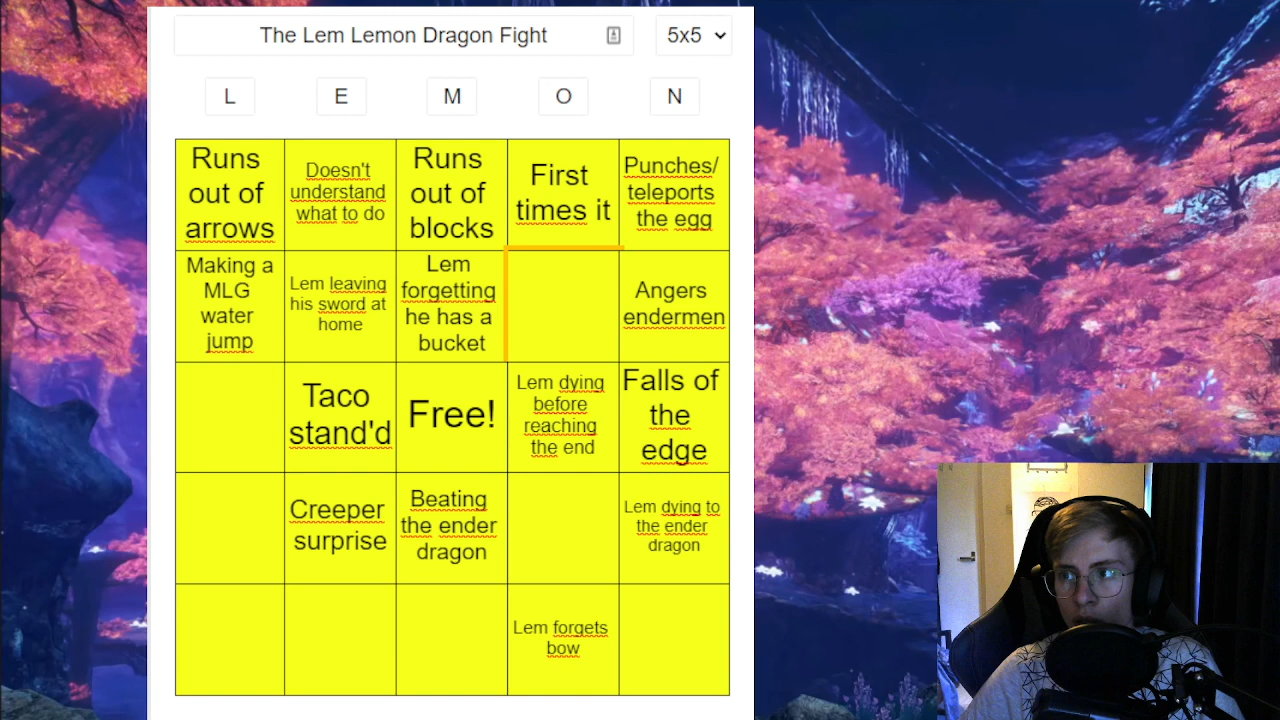 The Lem Lemon Dragon Fight
5x5
L
E
M
O
N
Runs
out of
arrows
Doesn't
understand
what to do
Runs
out of
blocks
First
times it
Punches/
teleports
the egg
Making a
MLG
water
jump
Lem leaving
his sword at
home
Lem
forgetting
he has a
bucket
Angers
endermen
Taco
stand'd
Free!
Lem dying
before
reaching
the end
Falls of
the
edge
Creeper
surprise
Beating
the ender
dragon
Lem dying to
the ender
dragon
Lem forgets
bow